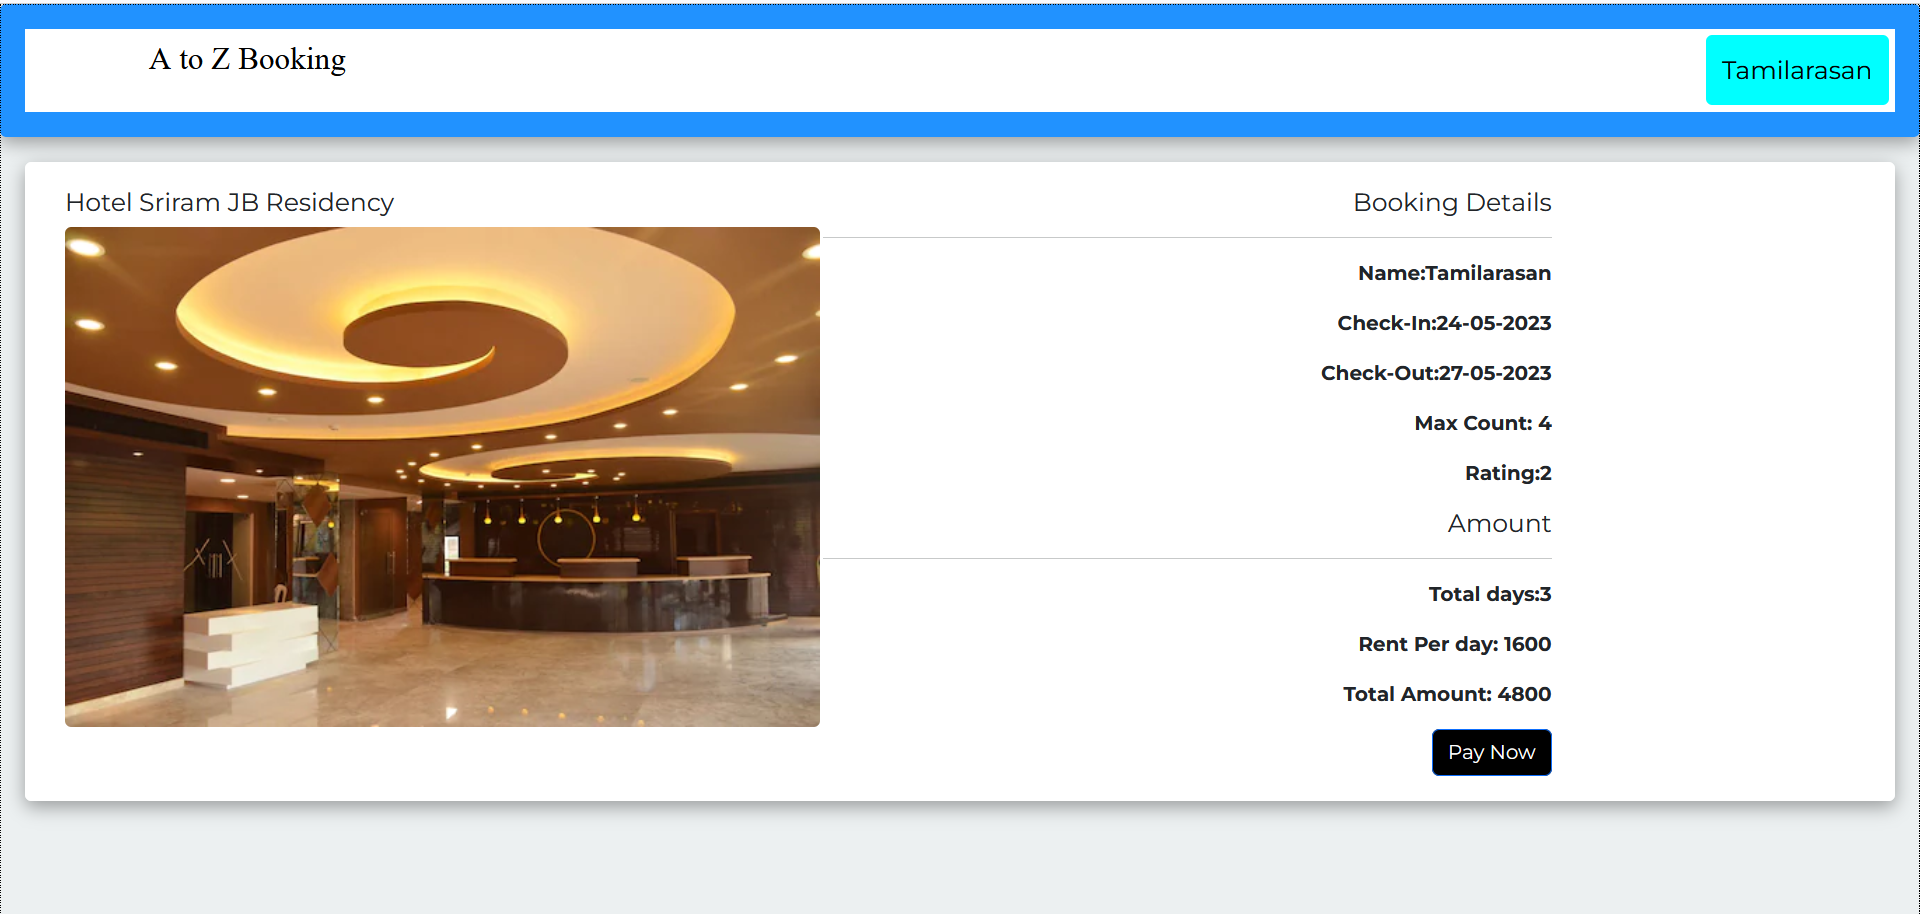 A to Z Booking
Tamilarasan
Hotel Sriram JB Residency
Booking Details
Name:Tamilarasan
Check-In:24-05-2023
Check-Out:27-05-2023
Max Count: 4
Rating:2
Amount
Total days:3
Rent Per day: 1600
Total Amount: 4800
Pay Now